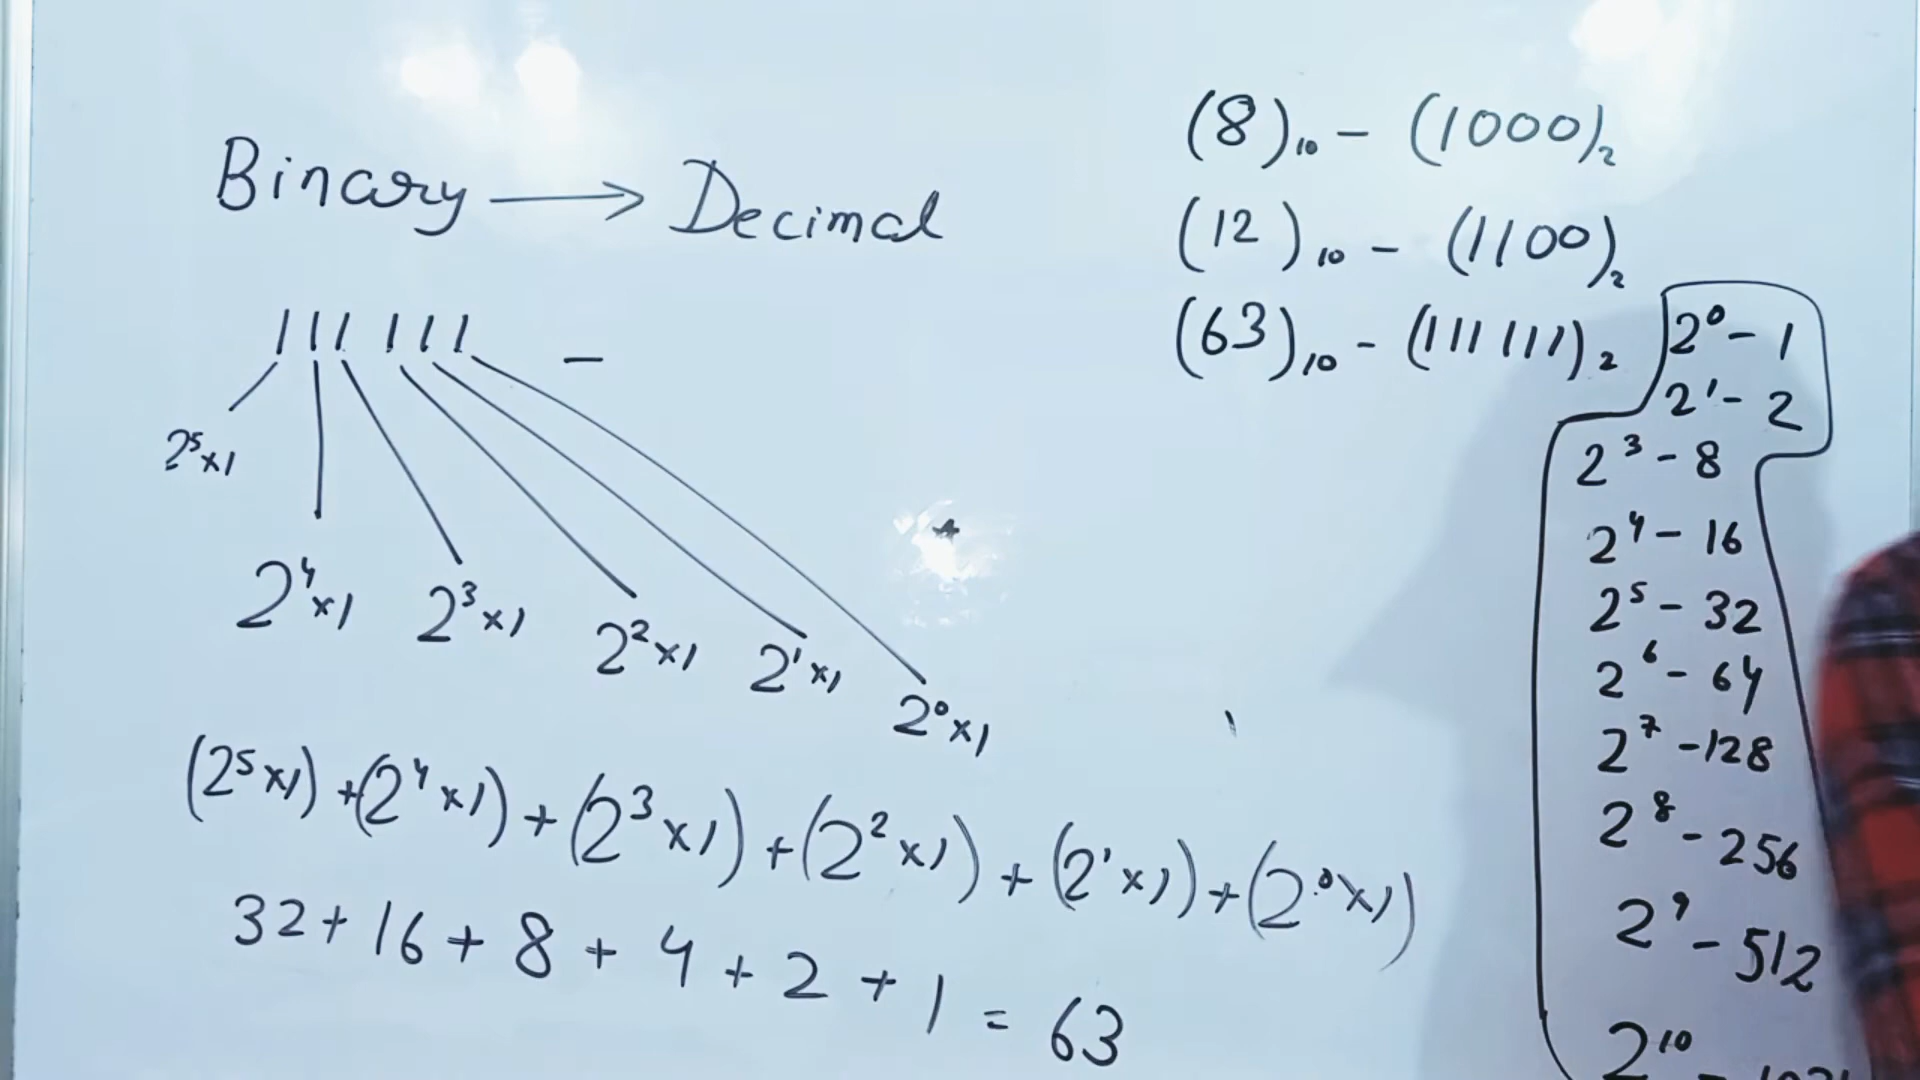 Binary → Decimal
111 111 –
2⁵×1
2⁴×1 2³×1 2²×1 2¹×1 2⁰×1
(2⁵×1) + (2⁴×1) + (2³×1) + (2²×1) + (2¹×1) + (2⁰×1)
32 + 16 + 8 + 4 + 2 + 1 = 63
(8)₁₀ – (1000)₂
(12)₁₀ – (1100)₂
(63)₁₀ – (111 111)₂
2⁰ – 1
2¹ – 2
2³ – 8
2⁴ – 16
2⁵ – 32
2⁶ – 64
2⁷ – 128
2⁸ – 256
2⁹ – 512
2¹⁰ –